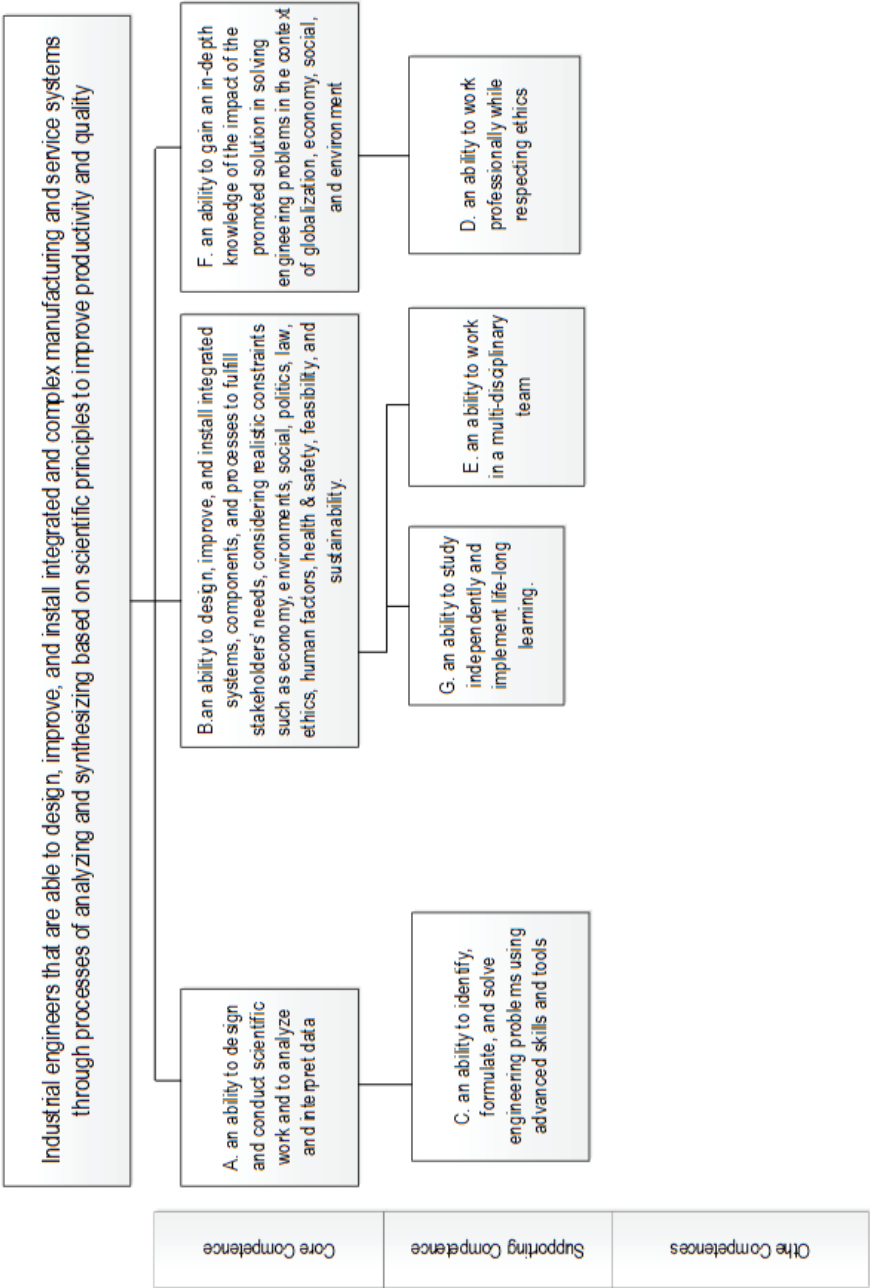 Industrial engineers that are able to design, improve, and install integrated and complex manufacturing and service systems
through processes of analyzing and synthesizing based on scientific principles to improve productivity and quality
Core Competence
A. an ability to design
and conduct scientific
work and to analyze
and interpret data
B.an ability to design, improve, and install integrated
systems, components, and processes to fulfill
stakeholders' needs, considering realistic constraints
such as economy, environments, social, politics, law,
ethics, human factors, health & safety, feasibility, and
sustainability.
F. an ability to gain an in-depth
knowledge of the impact of the
promoted solution in solving
engineering problems in the context
of globalization, economy, social,
and environment
Supporting Competence
C. an ability to identify,
formulate, and solve
engineering problems using
advanced skills and tools
G. an ability to study
independently and
implement life-long
learning.
E. an ability to work
in a multi-disciplinary
team
D. an ability to work
professionally while
respecting ethics
Othe Competences